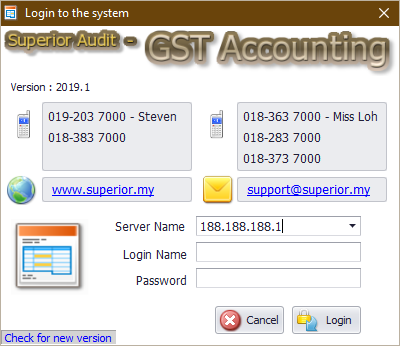 Login to the system
Superior Audit - GST Accounting
Version : 2019.1
019-203 7000 - Steven
018-383 7000
018-363 7000 - Miss Loh
018-283 7000
018-373 7000
www.superior.my
support@superior.my
Server Name 188.188.188.1
Login Name
Password
Cancel Login
Check for new version